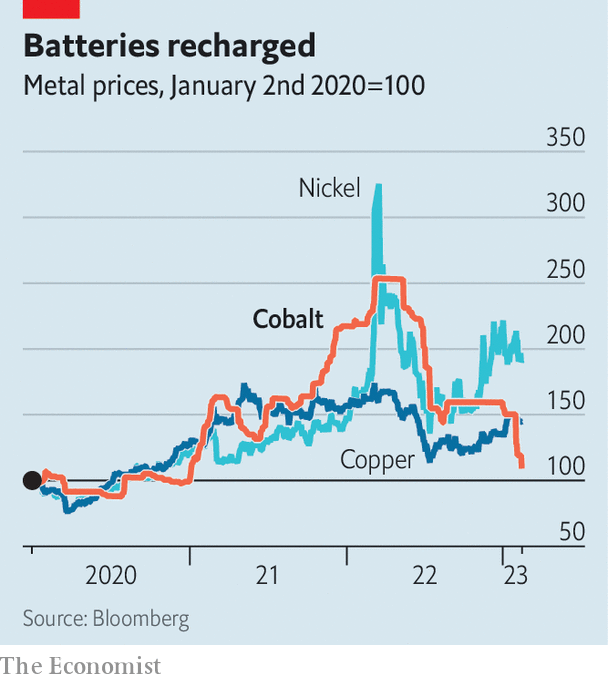 Batteries recharged
Metal prices, January 2nd 2020=100
350
Nickel
300
250
Cobalt
200
150
Copper
100
50
2020
21
22
23
Source: Bloomberg
The Economist